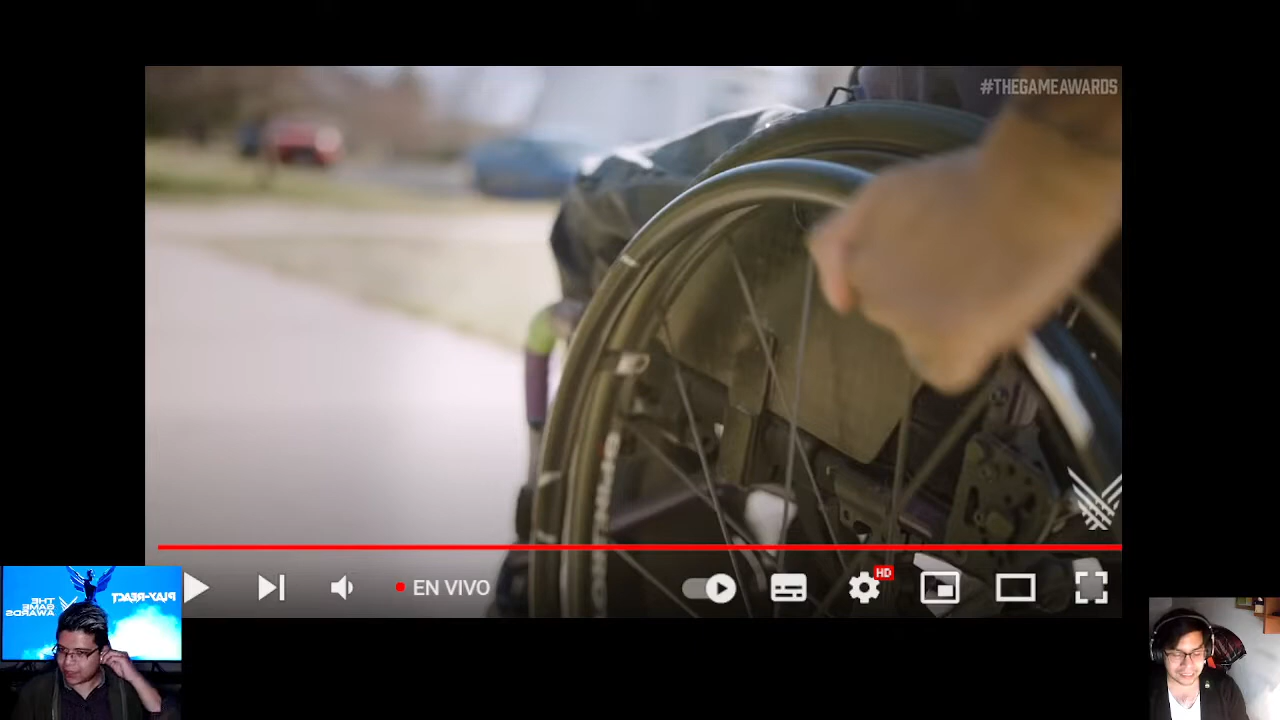 #THEGAMEAWARDS
HD
EN VIVO
PLAY-REACT
THE
GAME
AWARDS